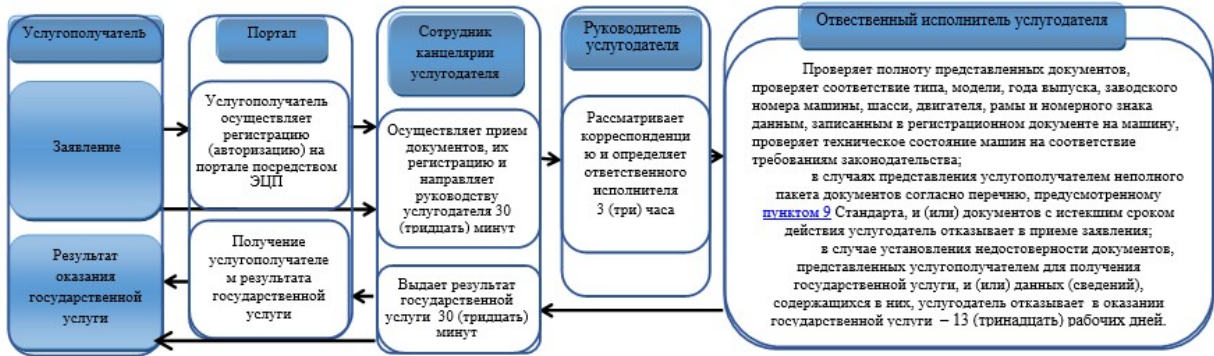 Услугополучатель
Заявление
Результат
оказания
государственной
услуги
Портал
Услугополучатель
осуществляет
регистрацию
(авторизацию) на
портале посредством
ЭЦП
Получение
услугополучателе
м результата
государственной
услуги
Сотрудник
канцелярии
услугодателя
Осуществляет прием
документов, их
регистрацию и
направляет
руководству
услугодателя 30
(тридцать) минут
Выдает результат
государственной
услуги 30 (тридцать)
минут
Руководитель
услугодателя
Рассматривает
корреспонденци
ю и определяет
ответственного
исполнителя
3 (три) часа
Отвественный исполнитель услугодателя
Проверяет полноту представленных документов,
проверяет соответствие типа, модели, года выпуска, заводского
номера машины, шасси, двигателя, рамы и номерного знака
данным, записанным в регистрационном документе на машину,
проверяет техническое состояние машин на соответствие
требованиям законодательства;
в случаях представления услугополучателем неполного
пакета документов согласно перечню, предусмотренному
пунктом 9 Стандарта, и (или) документов с истекшим сроком
действия услугодатель отказывает в приеме заявления;
в случае установления недостоверности документов,
представленных услугополучателем для получения
государственной услуги, и (или) данных (сведений),
содержащихся в них, услугодатель отказывает в оказании
государственной услуги – 13 (тринадцать) рабочих дней.